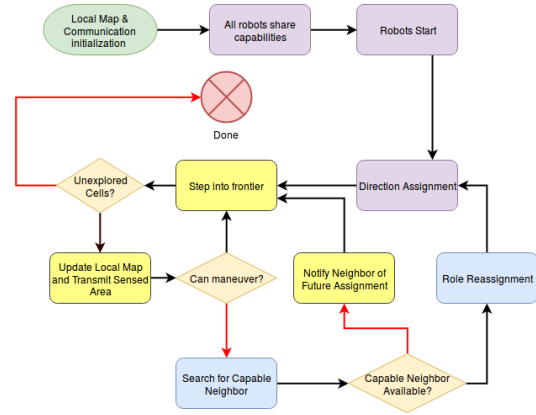 Local Map &
Communication
initialization
All robots share
capabilities
Robots Start
Done
Unexplored
Cells?
Step into frontier
Direction Assignment
Update Local Map
and Transmit Sensed
Area
Can maneuver?
Notify Neighbor of
Future Assignment
Role Reassignment
Search for Capable
Neighbor
Capable Neighbor
Available?